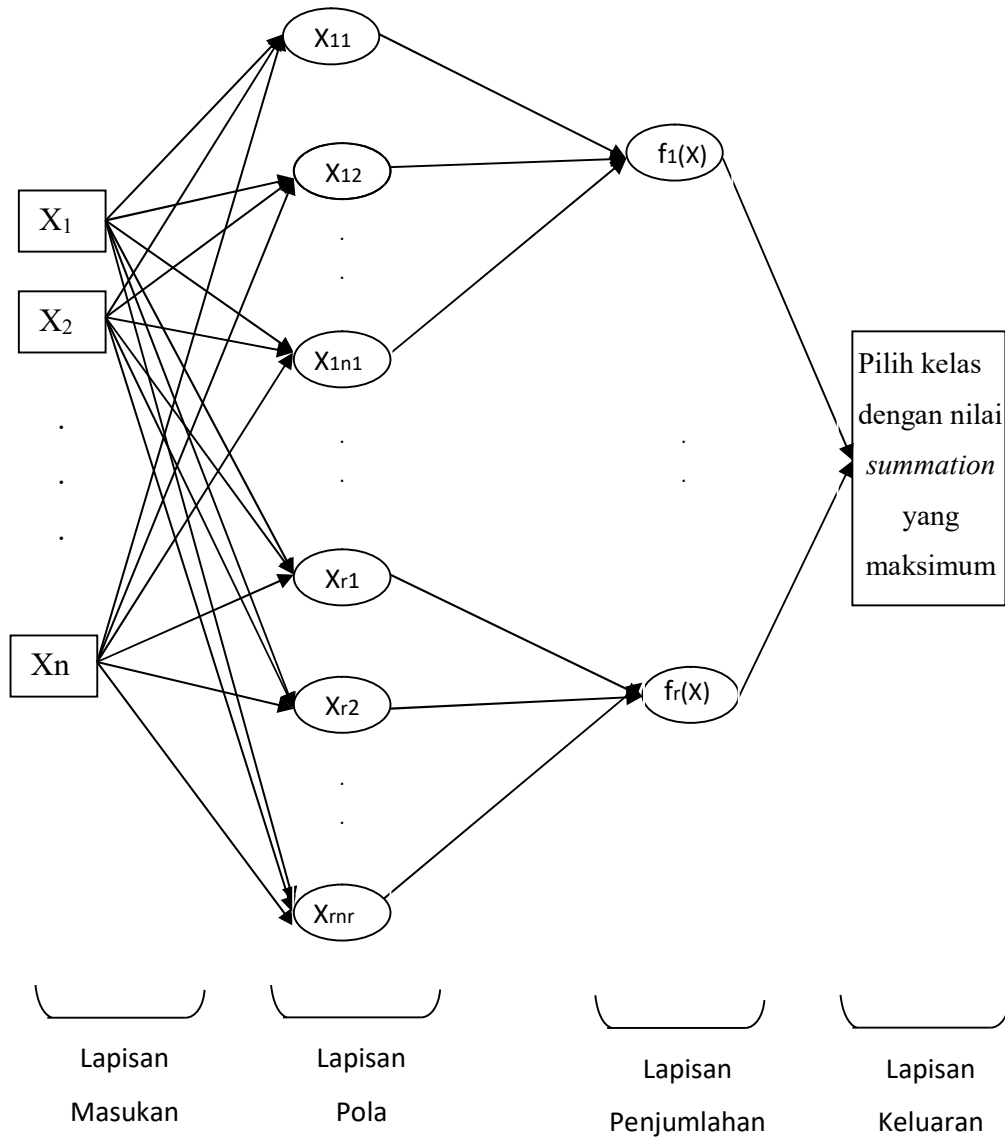 X1
X2
.
.
.
Xn
X11
X12
.
.
X1n1
.
.
Xr1
Xr2
.
.
Xrnr
f1(X)
.
.
fr(X)
Pilih kelas
dengan nilai
summation
yang
maksimum
Lapisan
Masukan
Lapisan
Pola
Lapisan
Penjumlahan
Lapisan
Keluaran